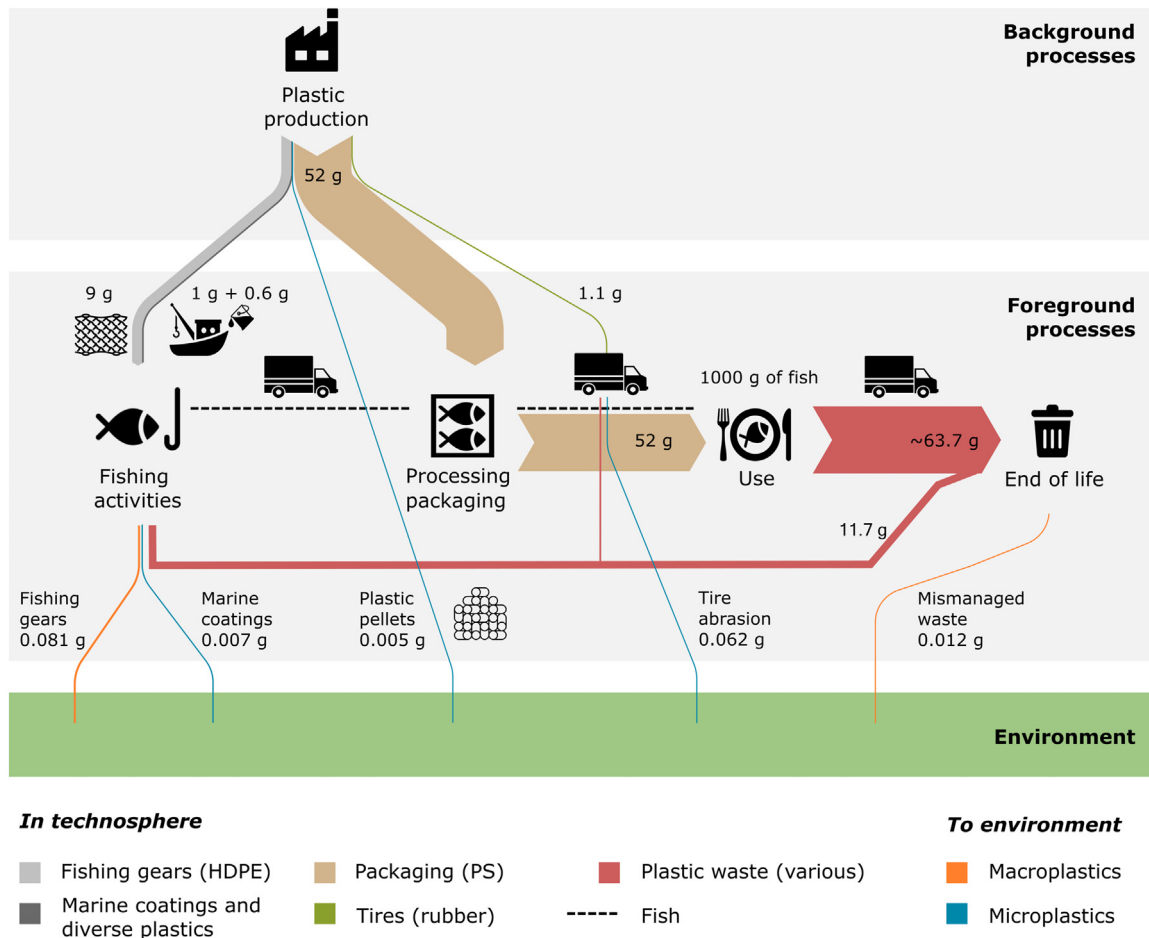 Background
processes
Plastic
production
52 g
9 g
1 g + 0.6 g
1.1 g
Foreground
processes
1000 g of fish
52 g
~63.7 g
Fishing
activities
Processing
packaging
Use
End of life
11.7 g
Fishing
gears
0.081 g
Marine
coatings
0.007 g
Plastic
pellets
0.005 g
Tire
abrasion
0.062 g
Mismanaged
waste
0.012 g
Environment
In technosphere
To environment
Fishing gears (HDPE)
Packaging (PS)
Plastic waste (various)
Macroplastics
Marine coatings and
diverse plastics
Tires (rubber)
Fish
Microplastics